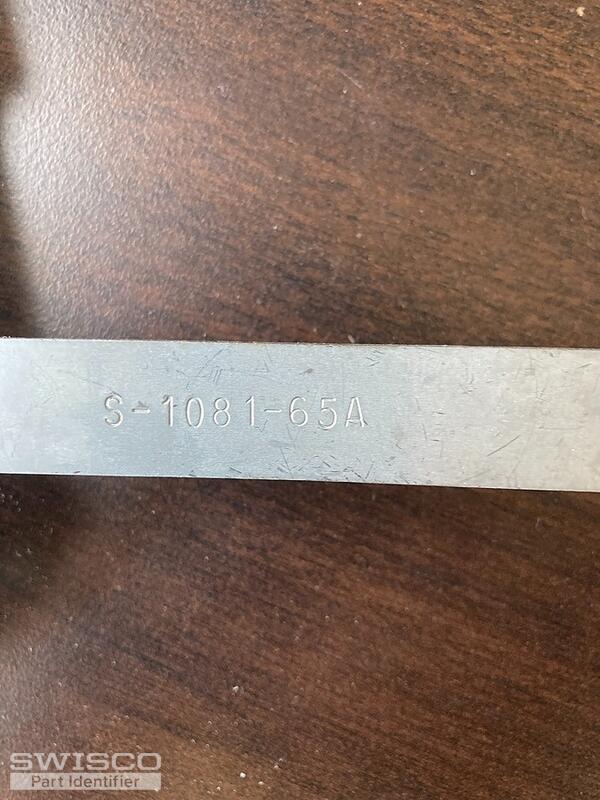 S-1081-65A
SWISCO
Part Identifier